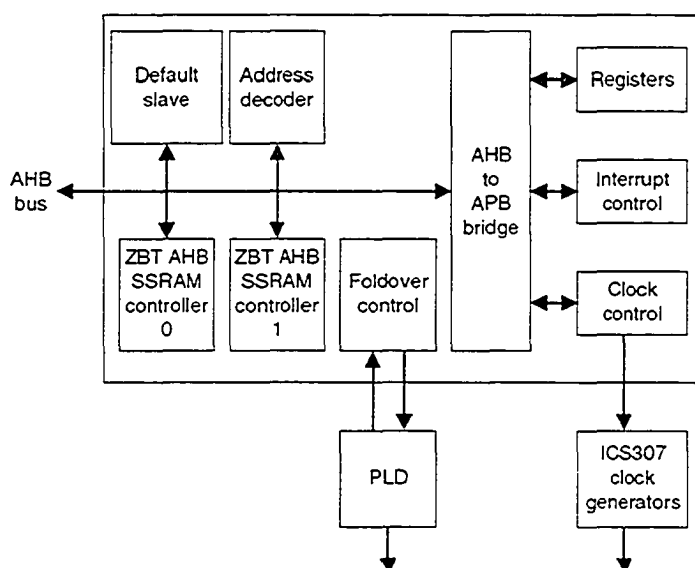 Default
slave
Address
decoder
AHB
bus
AHB
to
APB
bridge
Registers
Interrupt
control
ZBT AHB
SSRAM
controller
0
ZBT AHB
SSRAM
controller
1
Foldover
control
Clock
control
PLD
ICS307
clock
generators